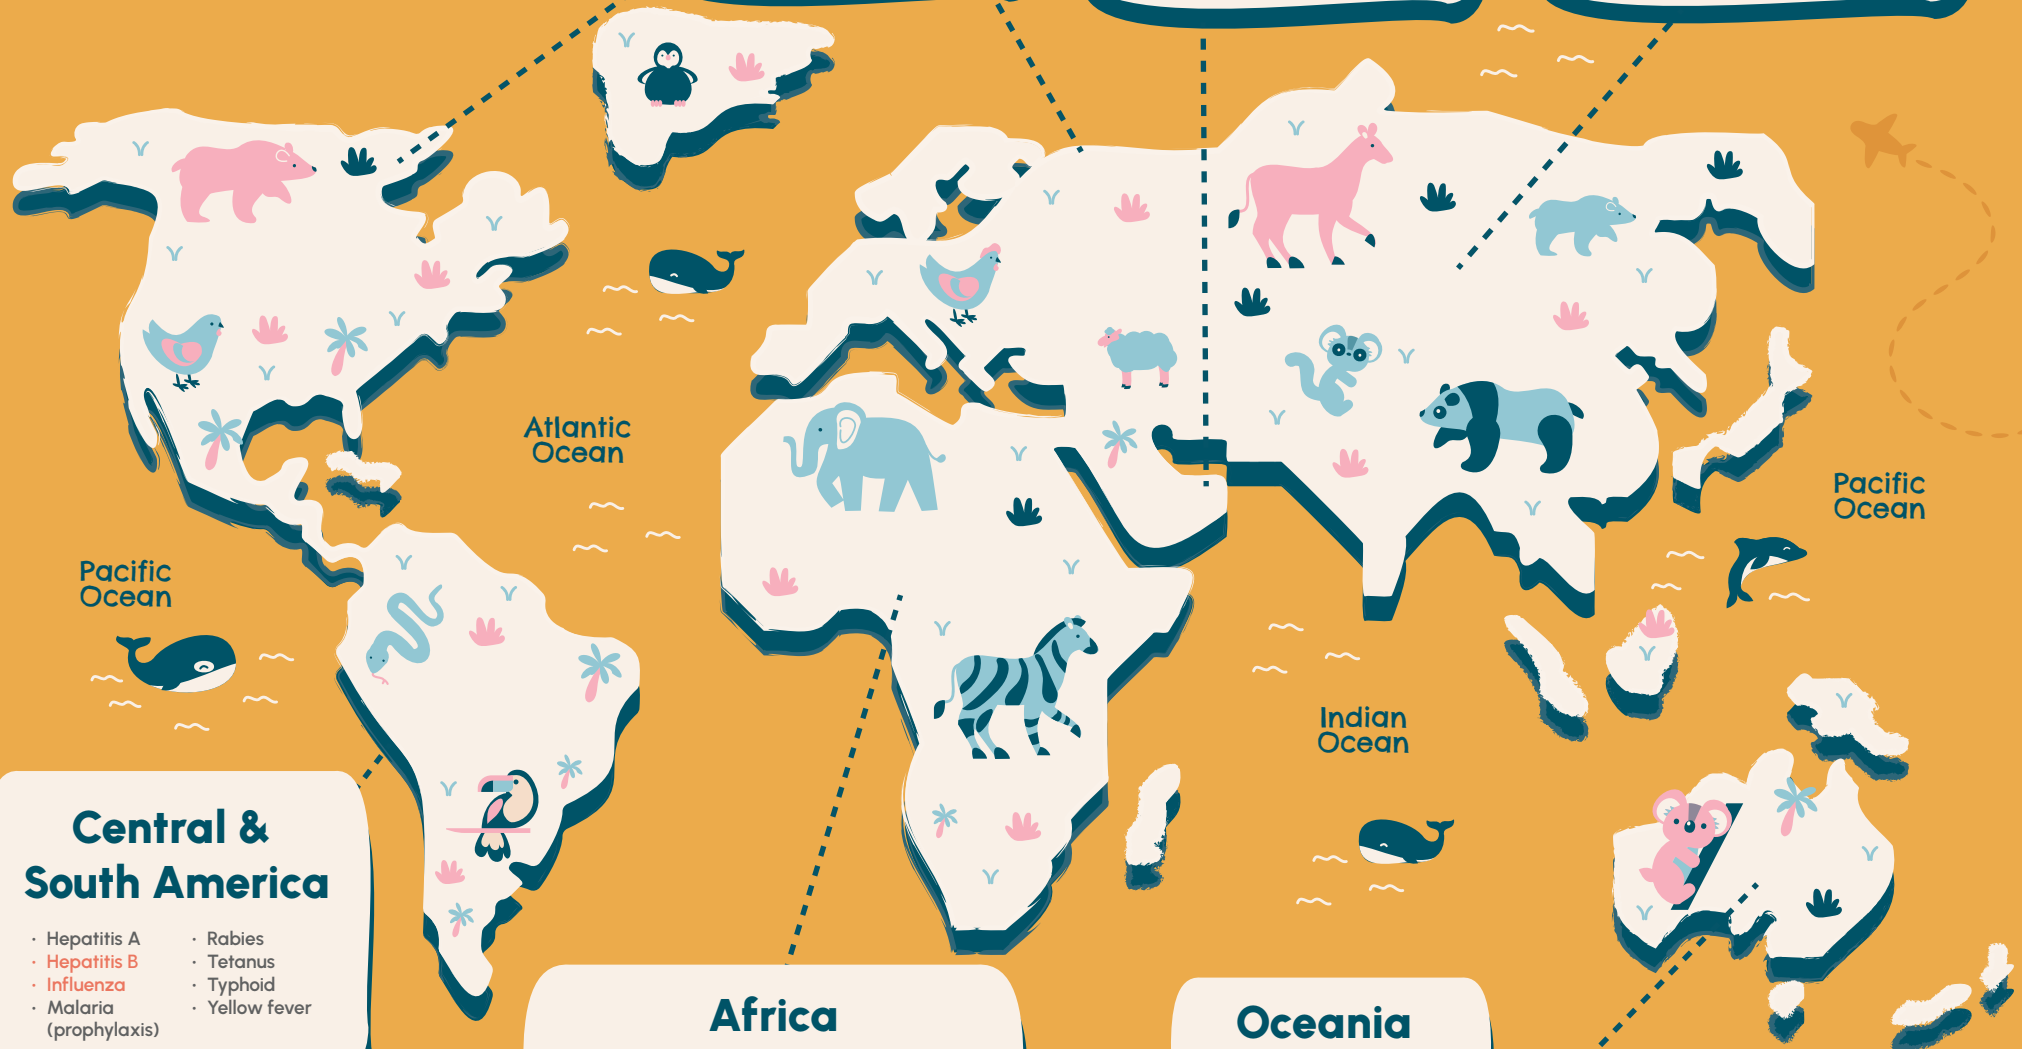 Atlantic
Ocean
Pacific
Ocean
Pacific
Ocean
Indian
Ocean
Central &
South America
· Hepatitis A
· Hepatitis B
· Influenza
· Malaria
(prophylaxis)
· Rabies
· Tetanus
· Typhoid
· Yellow fever
Africa
Oceania